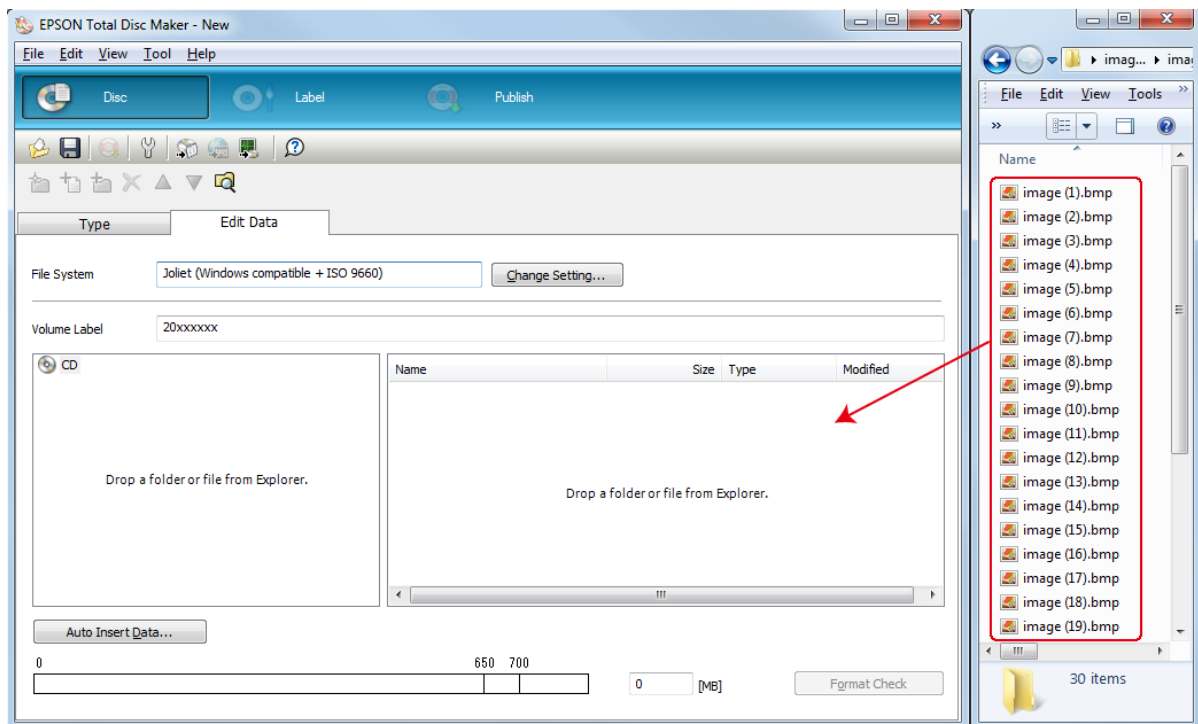 EPSON Total Disc Maker - New
File Edit View Tool Help
Disc Label Publish
Type Edit Data
File System Joliet (Windows compatible + ISO 9660) Change Setting...
Volume Label 20xxxxxx
CD
Name Size Type Modified
Drop a folder or file from Explorer.
Drop a folder or file from Explorer.
Auto Insert Data...
0 650 700
0 [MB] Format Check
imag... ima
File Edit View Tools »
»
Name
image (1).bmp
image (2).bmp
image (3).bmp
image (4).bmp
image (5).bmp
image (6).bmp
image (7).bmp
image (8).bmp
image (9).bmp
image (10).bmp
image (11).bmp
image (12).bmp
image (13).bmp
image (14).bmp
image (15).bmp
image (16).bmp
image (17).bmp
image (18).bmp
image (19).bmp
30 items